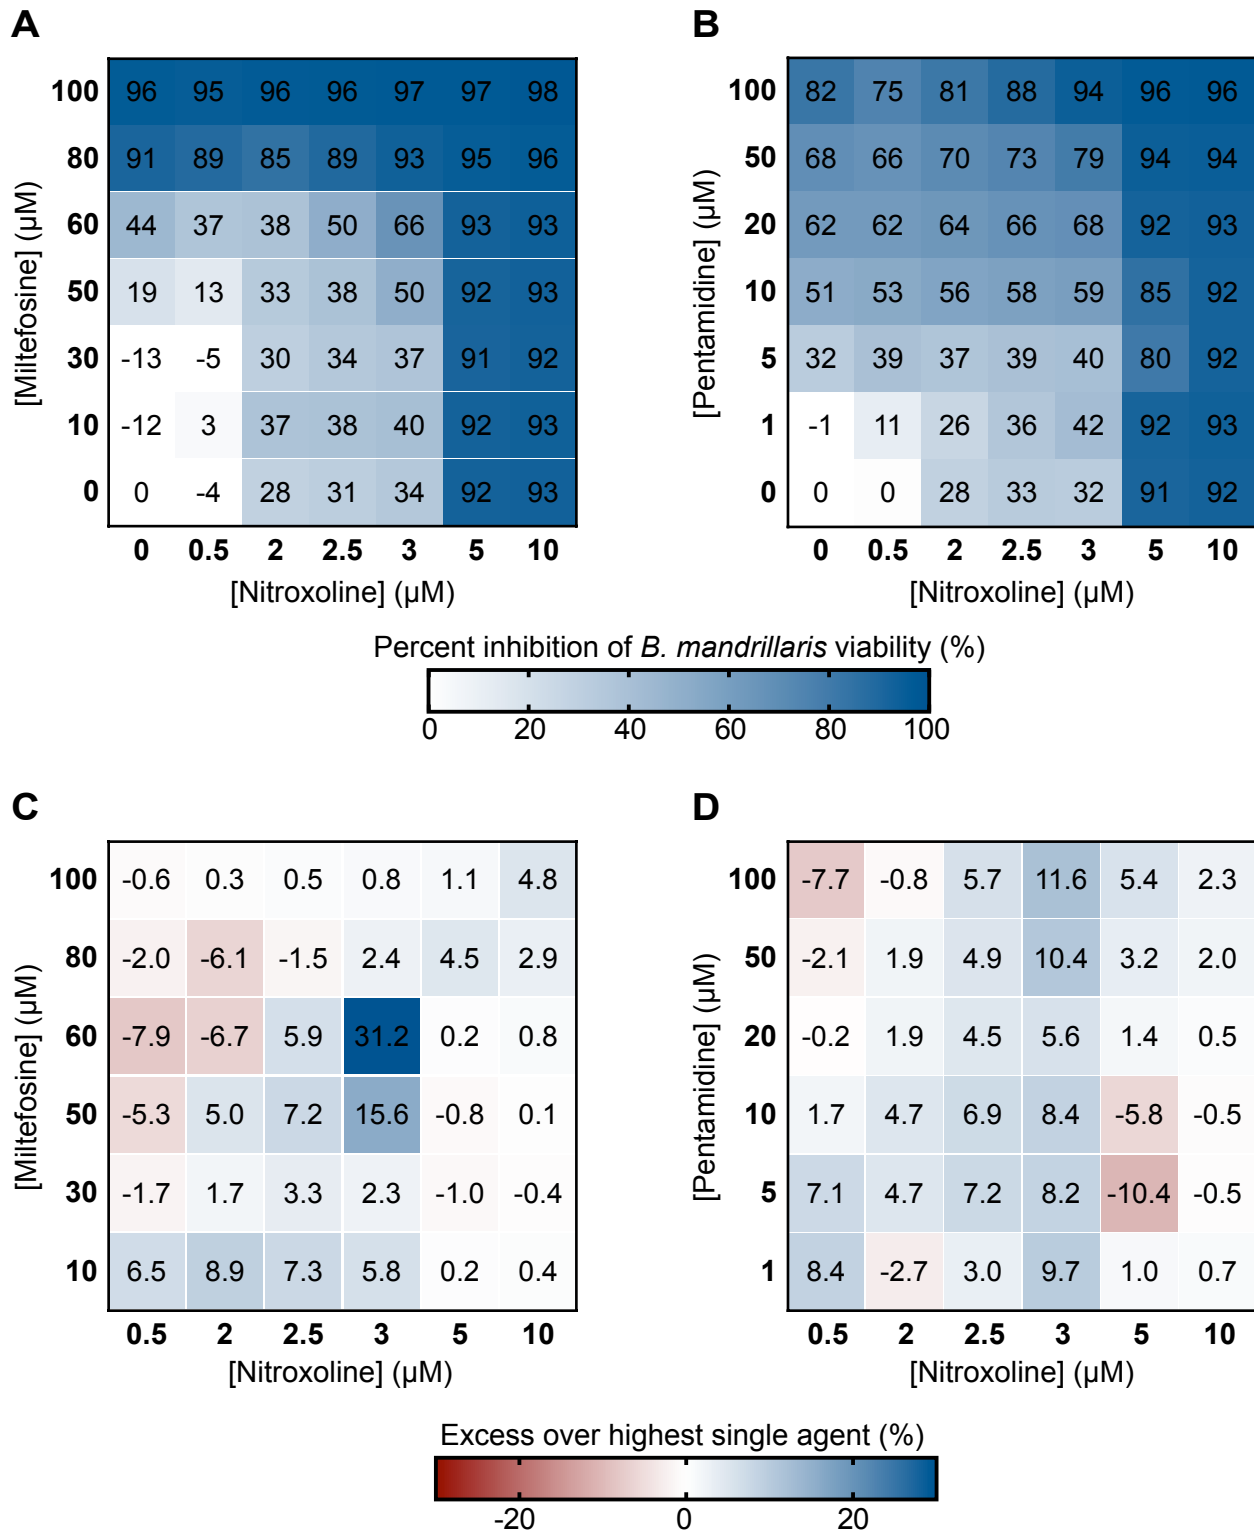 A
B
100 96 95 96 96 97 97 98
80 91 89 85 89 93 95 96
60 44 37 38 50 66 93 93
50 19 13 33 38 50 92 93
30 -13 -5 30 34 37 91 92
10 -12 3 37 38 40 92 93
0 0 -4 28 31 34 92 93
0 0.5 2 2.5 3 5 10
[Nitroxoline] (µM)
[Miltefosine] (µM)
100 82 75 81 88 94 96 96
50 68 66 70 73 79 94 94
20 62 62 64 66 68 92 93
10 51 53 56 58 59 85 92
5 32 39 37 39 40 80 92
1 -1 11 26 36 42 92 93
0 0 0 28 33 32 91 92
0 0.5 2 2.5 3 5 10
[Nitroxoline] (µM)
[Pentamidine] (µM)
Percent inhibition of B. mandrillaris viability (%)
0 20 40 60 80 100
C
D
100 -0.6 0.3 0.5 0.8 1.1 4.8
80 -2.0 -6.1 -1.5 2.4 4.5 2.9
60 -7.9 -6.7 5.9 31.2 0.2 0.8
50 -5.3 5.0 7.2 15.6 -0.8 0.1
30 -1.7 1.7 3.3 2.3 -1.0 -0.4
10 6.5 8.9 7.3 5.8 0.2 0.4
0.5 2 2.5 3 5 10
[Nitroxoline] (µM)
[Miltefosine] (µM)
100 -7.7 -0.8 5.7 11.6 5.4 2.3
50 -2.1 1.9 4.9 10.4 3.2 2.0
20 -0.2 1.9 4.5 5.6 1.4 0.5
10 1.7 4.7 6.9 8.4 -5.8 -0.5
5 7.1 4.7 7.2 8.2 -10.4 -0.5
1 8.4 -2.7 3.0 9.7 1.0 0.7
0.5 2 2.5 3 5 10
[Nitroxoline] (µM)
[Pentamidine] (µM)
Excess over highest single agent (%)
-20 0 20